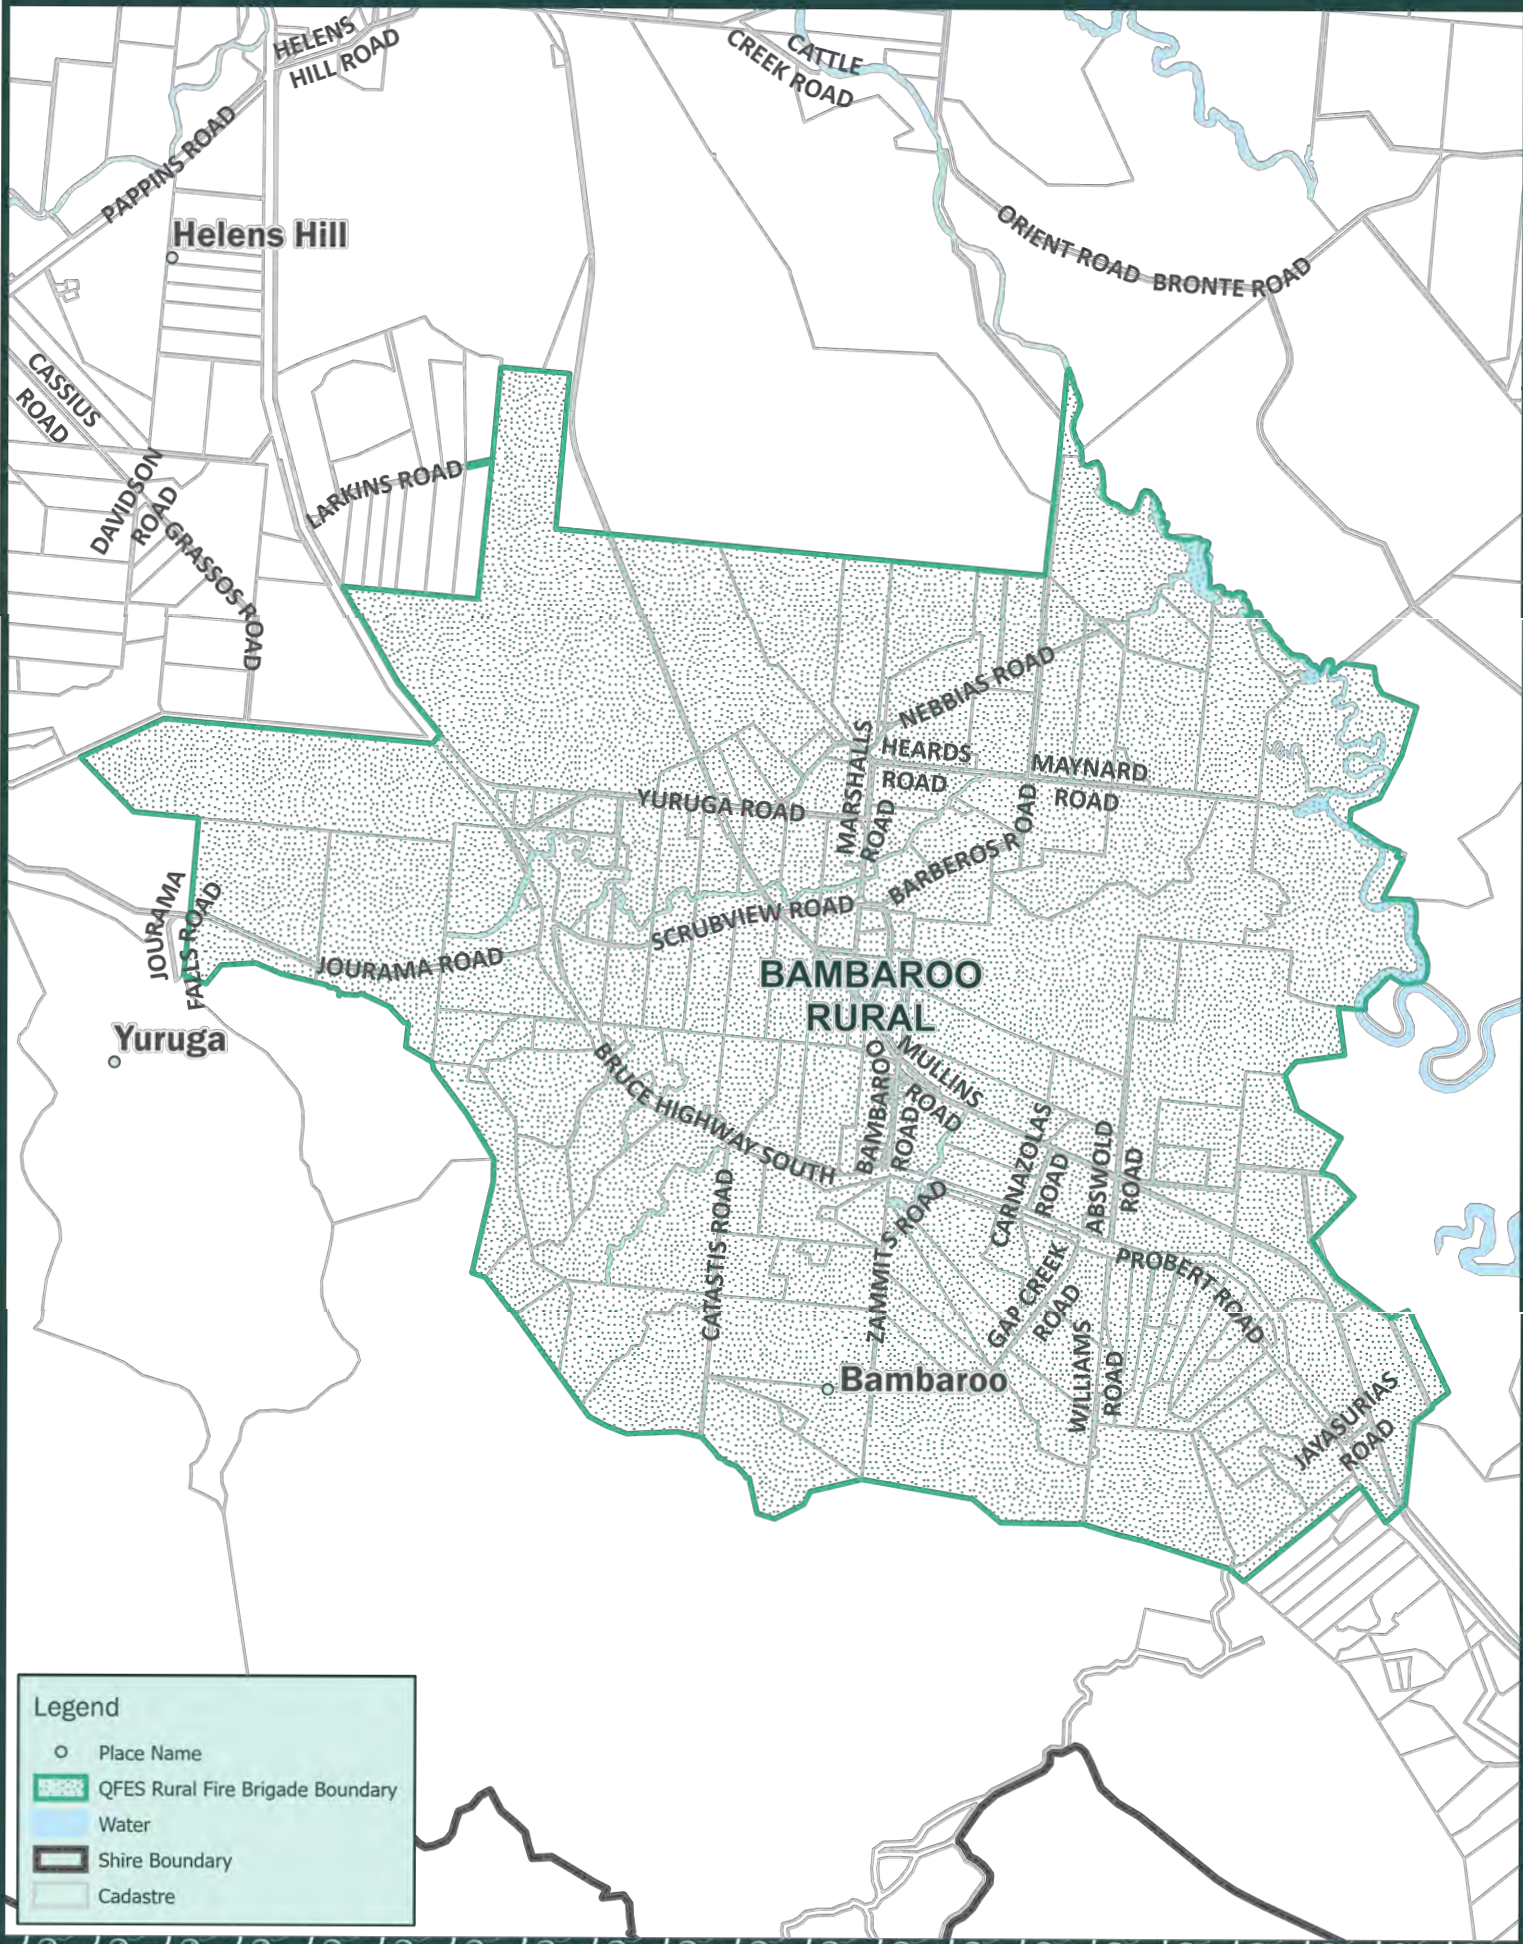 HELENS
HILL ROAD
CATTLE
CREEK ROAD
PAPPINS ROAD
Helens Hill
ORIENT ROAD
BRONTE ROAD
CASSIUS
ROAD
DAVIDSON
ROAD
GRASSOS ROAD
LARKINS ROAD
NEBBIAS ROAD
MARSHALLS
ROAD
HEARDS
ROAD
MAYNARD
ROAD
YURUGA ROAD
BARBEROS ROAD
SCRUBVIEW ROAD
JOURAMA
FALLS ROAD
JOURAMA ROAD
BAMBAROO
RURAL
Yuruga
BRUCE HIGHWAY SOUTH
BAMBAROO
ROAD
MULLINS
ROAD
CARNAZOLAS
ROAD
ABSWOLD
ROAD
CATASTIS ROAD
ZAMMITS ROAD
GAP CREEK
ROAD
PROBERT ROAD
WILLIAMS
ROAD
Bambaroo
JAYASURIAS
ROAD
Legend
Place Name
QFES Rural Fire Brigade Boundary
Water
Shire Boundary
Cadastre